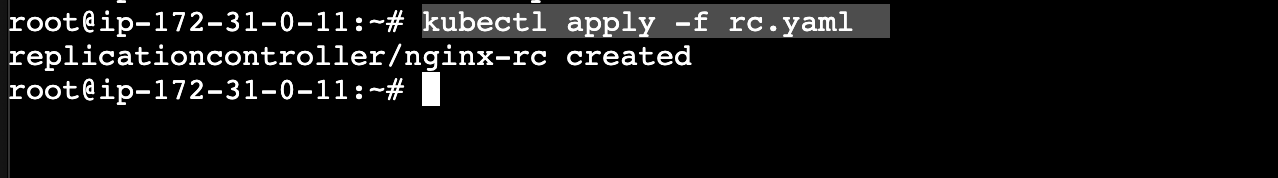 root@ip-172-31-0-11:~# kubectl apply -f rc.yaml
replicationcontroller/nginx-rc created
root@ip-172-31-0-11:~#